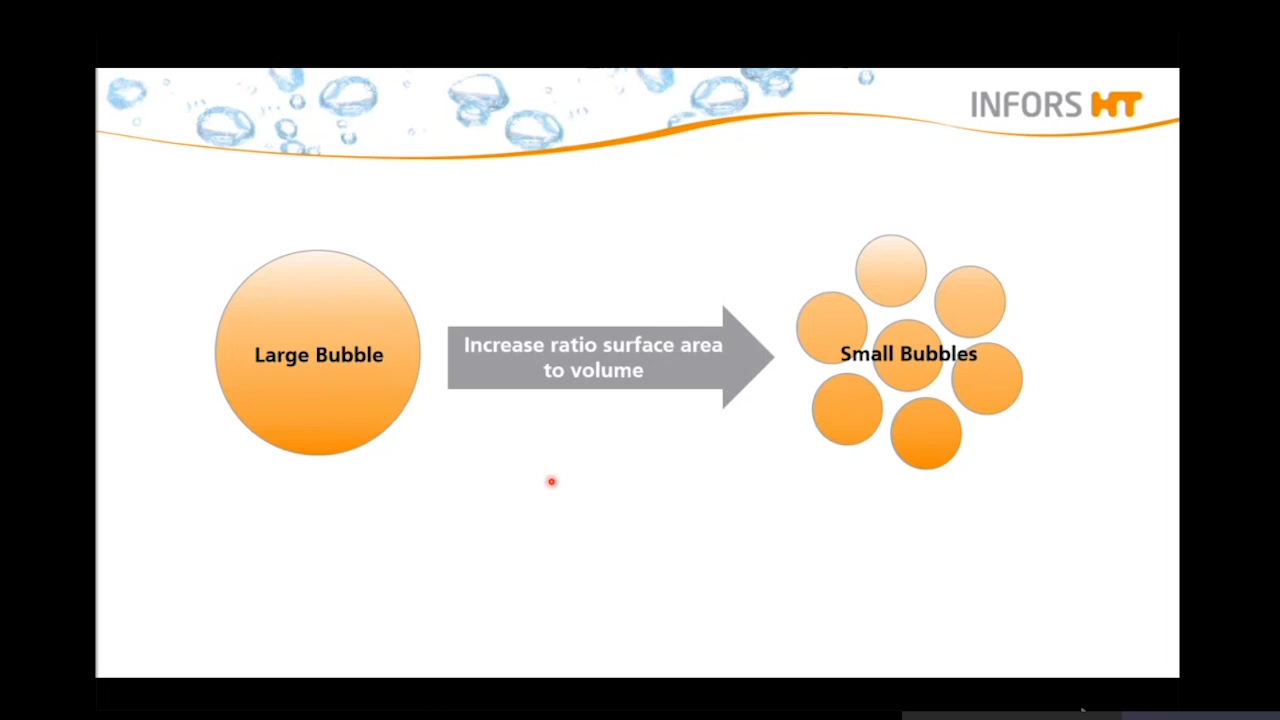 INFORS HT
Large Bubble
Increase ratio surface area
to volume
Small Bubbles